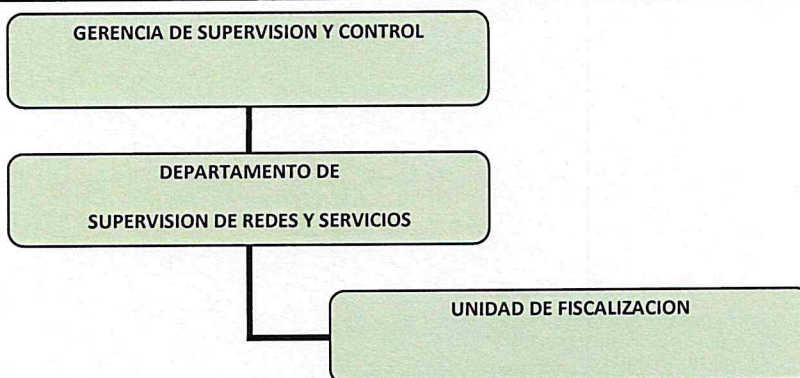 GERENCIA DE SUPERVISION Y CONTROL
DEPARTAMENTO DE
SUPERVISION DE REDES Y SERVICIOS
UNIDAD DE FISCALIZACION